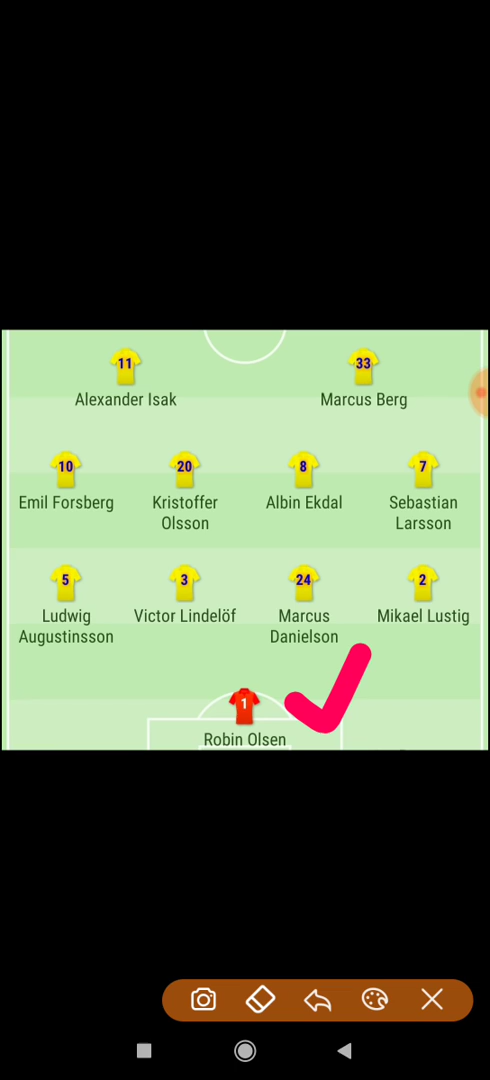 11 33
Alexander Isak Marcus Berg
10 20 8 7
Emil Forsberg Kristoffer Albin Ekdal Sebastian
Olsson Larsson
5 3 24 2
Ludwig Victor Lindelöf Marcus Mikael Lustig
Augustinsson Danielson
1
Robin Olsen